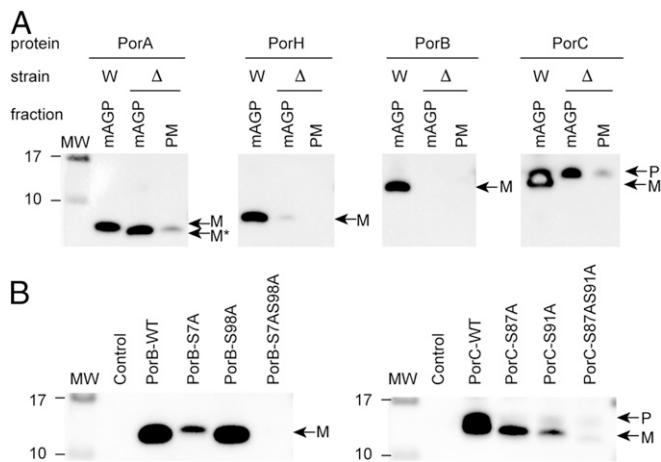 A
protein PorA PorH PorB PorC
strain W Δ W Δ W Δ W Δ
fraction mAGP mAGP PM mAGP mAGP PM mAGP mAGP PM mAGP mAGP PM
MW
17
10
M
M*
M
M
P
M
B
MW Control PorB-WT PorB-S7A PorB-S98A PorB-S7AS98A
17
10
M
MW Control PorC-WT PorC-S87A PorC-S91A PorC-S87AS91A
17
10
P
M